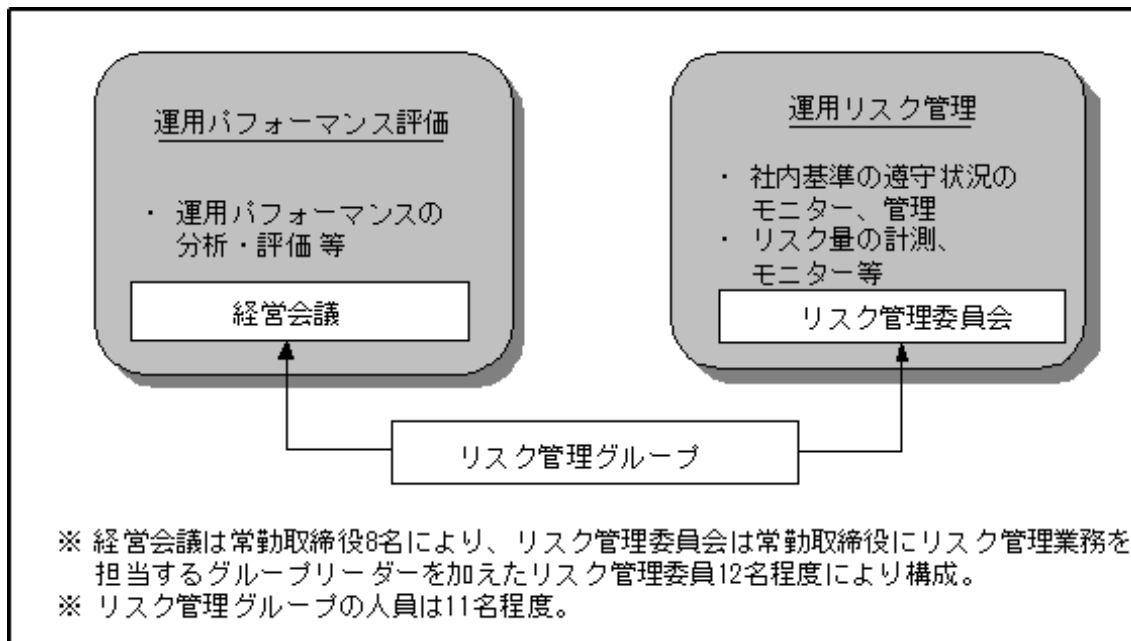 運用パフォーマンス評価
・ 運用パフォーマンスの
分析・評価 等
経営会議
運用リスク管理
・ 社内基準の遵守状況の
モニター、管理
・ リスク量の計測、
モニター等
リスク管理委員会
リスク管理グループ
※ 経営会議は常勤取締役8名により、リスク管理委員会は常勤取締役にリスク管理業務を
担当するグループリーダーを加えたリスク管理委員12名程度により構成。
※ リスク管理グループの人員は11名程度。